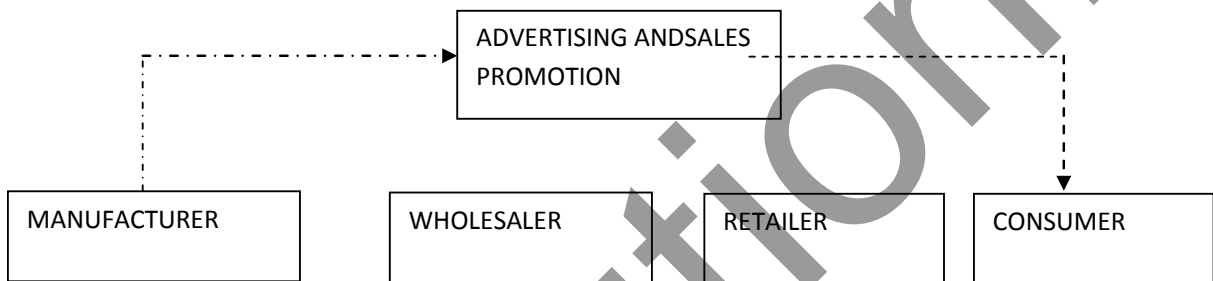 ADVERTISING ANDSALES
PROMOTION
MANUFACTURER
WHOLESALER
RETAILER
CONSUMER